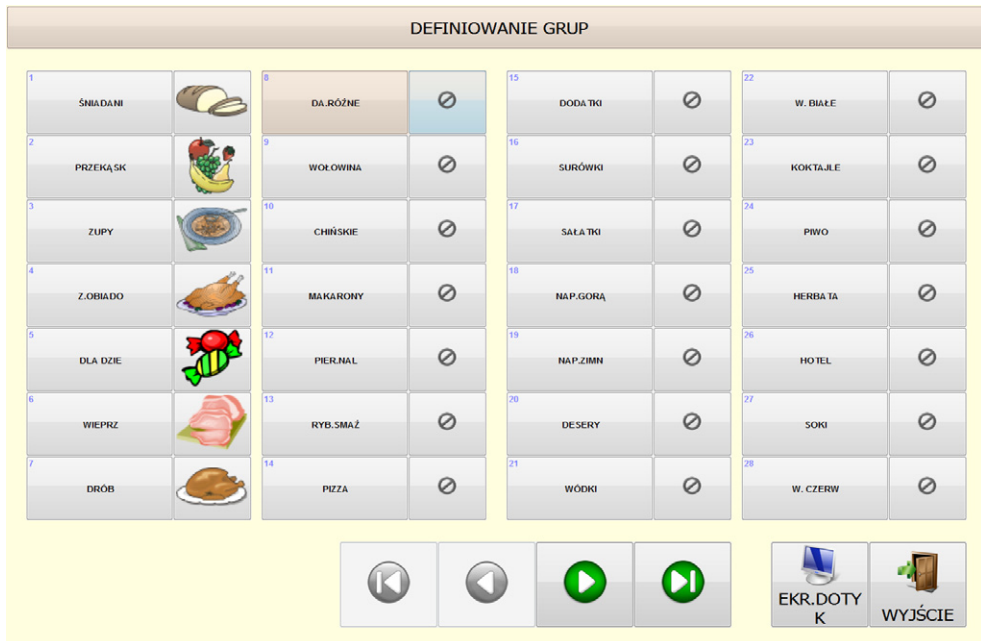 DEFINIOWANIE GRUP
1
ŚNIADANI
2
PRZEKĄSK
3
ZUPY
4
Z.OBIADO
5
DLA DZIE
6
WIEPRZ
7
DRÓB
8
DA.RÓŻNE
9
WOŁOWINA
10
CHIŃSKIE
11
MAKARONY
12
PIER.NAL
13
RYB.SMAŻ
14
PIZZA
15
DODATKI
16
SURÓWKI
17
SAŁATKI
18
NAP.GORĄ
19
NAP.ZIMN
20
DESERY
21
WÓDKI
22
W. BIAŁE
23
KOKTAJLE
24
PIWO
25
HERBATA
26
HOTEL
27
SOKI
28
W. CZERW
EKR.DOTY
K
WYJŚCIE